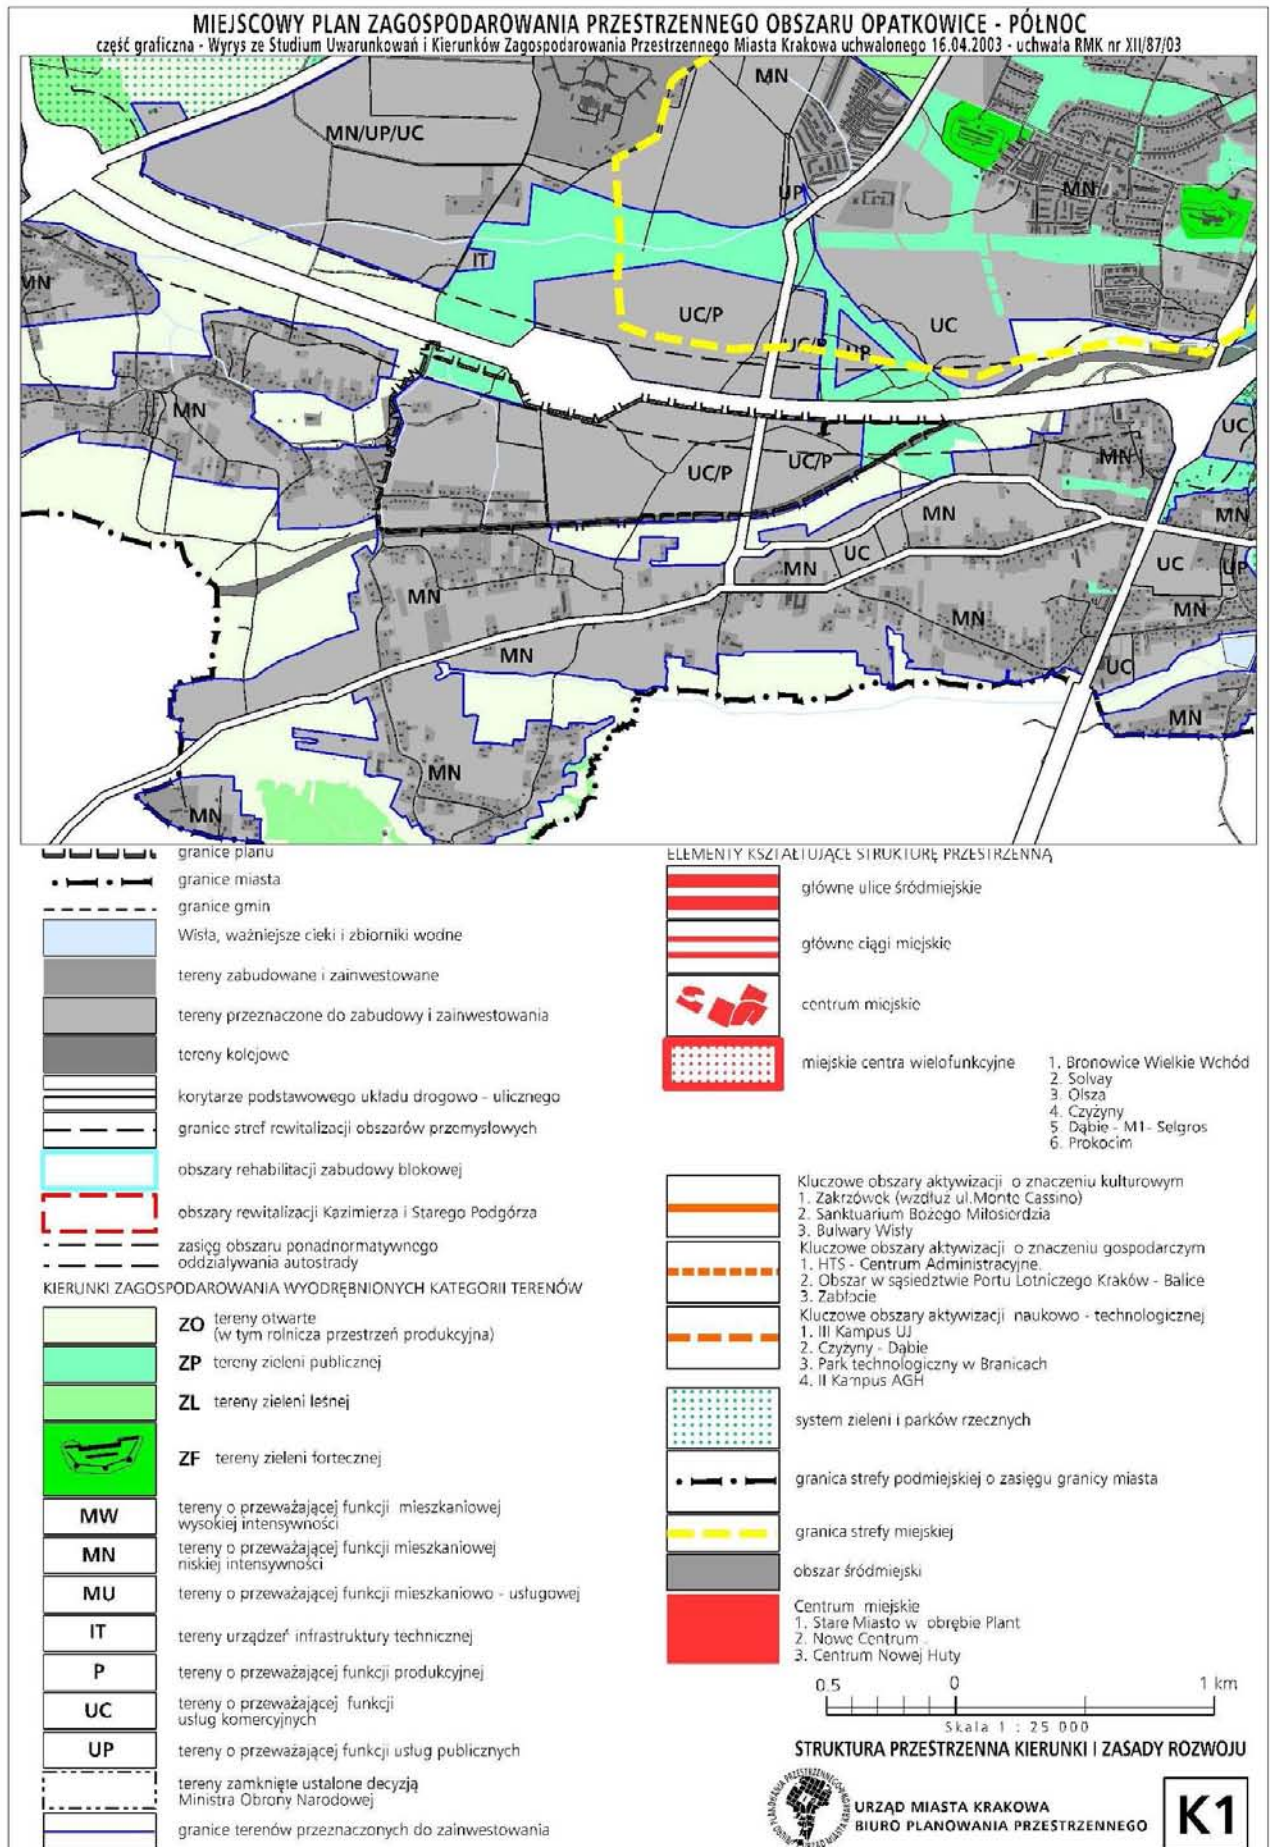 MIEJSCOWY PLAN ZAGOSPODAROWANIA PRZESTRZENNEGO OBSZARU OPATKOWICE - PÓŁNOC
część graficzna - Wyrys ze Studium Uwarunkowań i Kierunków Zagospodarowania Przestrzennego Miasta Krakowa uchwalonego 16.04.2003 - uchwała RMK nr XII/87/03
MN
MN/UP/UC
MN
UP
IT
MN
UC/P
UC
UC/P
UP
MN
UC
MN
UC/P
UC/P
MN
MN
UC
MN
MN
UC
UP
MN
MN
MN
MN
UC
MN
MN
MN
granice planu
granice miasta
granice gmin
Wisła, ważniejsze cieki i zbiorniki wodne
tereny zabudowane i zainwestowane
tereny przeznaczone do zabudowy i zainwestowania
tereny kolejowe
korytarze podstawowego układu drogowo - ulicznego
granice stref rewitalizacji obszarów przemysłowych
obszary rehabilitacji zabudowy blokowej
obszary rewitalizacji Kazimierza i Starego Podgórza
zasięg obszaru ponadnormatywnego
oddziaływania autostrady
KIERUNKI ZAGOSPODAROWANIA WYODRĘBNIONYCH KATEGORII TERENÓW
ZO tereny otwarte
(w tym rolnicza przestrzeń produkcyjna)
ZP tereny zieleni publicznej
ZL tereny zieleni leśnej
ZF tereny zieleni fortecznej
MW tereny o przeważającej funkcji mieszkaniowej
wysokiej intensywności
MN tereny o przeważającej funkcji mieszkaniowej
niskiej intensywności
MU tereny o przeważającej funkcji mieszkaniowo - usługowej
IT tereny urządzeń infrastruktury technicznej
P tereny o przeważającej funkcji produkcyjnej
UC tereny o przeważającej funkcji
usług komercyjnych
UP tereny o przeważającej funkcji usług publicznych
tereny zamknięte ustalone decyzją
Ministra Obrony Narodowej
granice terenów przeznaczonych do zainwestowania
ELEMENTY KSZTAŁTUJĄCE STRUKTURĘ PRZESTRZENNĄ
główne ulice śródmiejskie
główne ciągi miejskie
centrum miejskie
miejskie centra wielofunkcyjne
1. Bronowice Wielkie Wchód
2. Solvay
3. Olsza
4. Czyżyny
5. Dąbie - M1- Selgros
6. Prokocim
Kluczowe obszary aktywizacji o znaczeniu kulturowym
1. Zakrzówek (wzdłuż ul.Monte Cassino)
2. Sanktuarium Bożego Miłosierdzia
3. Bulwary Wisły
Kluczowe obszary aktywizacji o znaczeniu gospodarczym
1. HTS - Centrum Administracyjne.
2. Obszar w sąsiedztwie Portu Lotniczego Kraków - Balice
3. Zabłocie
Kluczowe obszary aktywizacji naukowo - technologicznej
1. III Kampus UJ
2. Czyżyny - Dąbie
3. Park technologiczny w Branicach
4. II Kampus AGH
system zieleni i parków rzecznych
granica strefy podmiejskiej o zasięgu granicy miasta
granica strefy miejskiej
obszar śródmiejski
Centrum miejskie
1. Stare Miasto w obrębie Plant
2. Nowe Centrum .
3. Centrum Nowej Huty
0.5 0 1 km
Skala 1 : 25 000
STRUKTURA PRZESTRZENNA KIERUNKI I ZASADY ROZWOJU
URZĄD MIASTA KRAKOWA
BIURO PLANOWANIA PRZESTRZENNEGO
K1